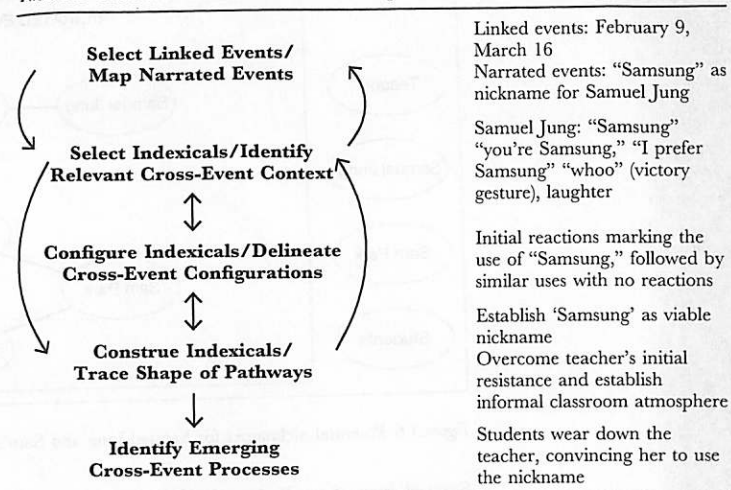 Select Linked Events/
Map Narrated Events
Select Indexicals/Identify
Relevant Cross-Event Context
Configure Indexicals/Delineate
Cross-Event Configurations
Construe Indexicals/
Trace Shape of Pathways
Identify Emerging
Cross-Event Processes
Linked events: February 9,
March 16
Narrated events: “Samsung” as
nickname for Samuel Jung
Samuel Jung: “Samsung”
“you’re Samsung,” “I prefer
Samsung” “whoo” (victory
gesture), laughter
Initial reactions marking the
use of “Samsung,” followed by
similar uses with no reactions
Establish ‘Samsung’ as viable
nickname
Overcome teacher’s initial
resistance and establish
informal classroom atmosphere
Students wear down the
teacher, convincing her to use
the nickname